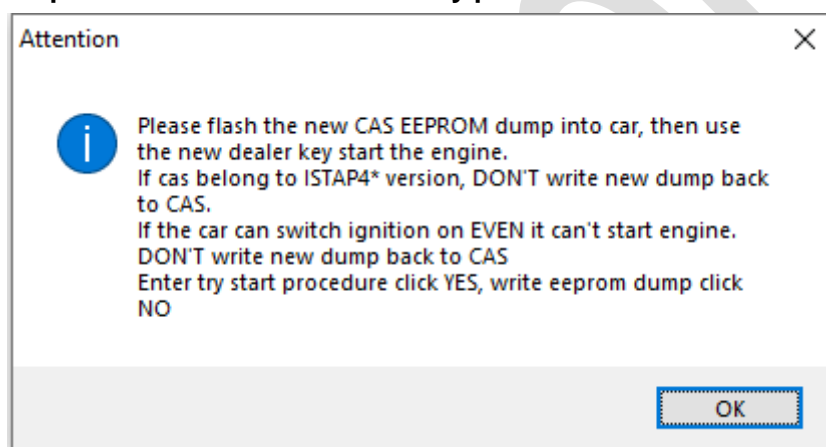 Attention
Please flash the new CAS EEPROM dump into car, then use
the new dealer key start the engine.
If cas belong to ISTAP4* version, DON'T write new dump back
to CAS.
If the car can switch ignition on EVEN it can't start engine.
DON'T write new dump back to CAS
Enter try start procedure click YES, write eeprom dump click
NO
OK